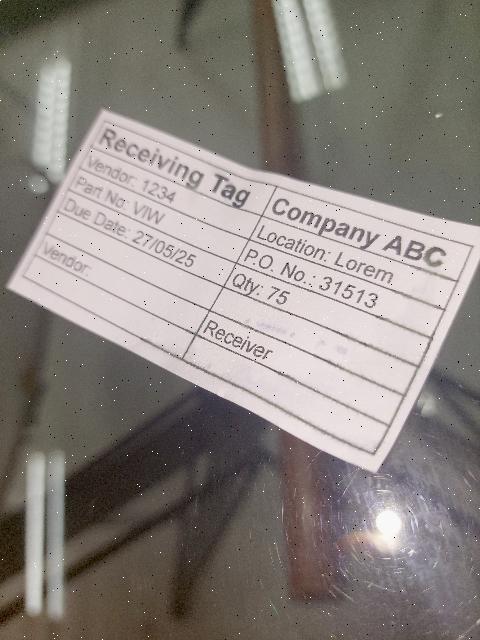 Receiving Tag
Company ABC
Vendor: 1234
Location: Lorem
Part No: VIW
P.O. No.: 31513
Due Date: 27/05/25
Qty: 75
Vendor:
Receiver